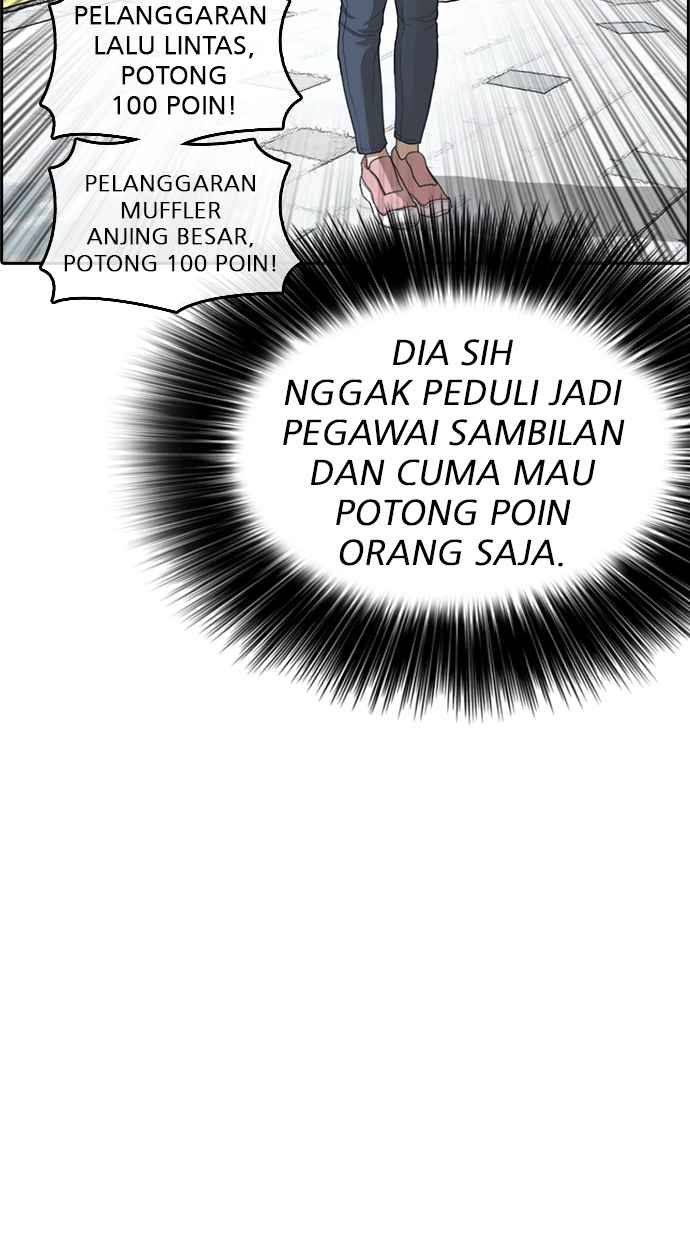 PELANGGARAN
LALU LINTAS,
POTONG
100 POIN!
PELANGGARAN
MUFFLER
ANJING BESAR,
POTONG 100 POIN!
DIA SIH
NGGAK PEDULI JADI
PEGAWAI SAMBILAN
DAN CUMA MAU
POTONG POIN
ORANG SAJA.